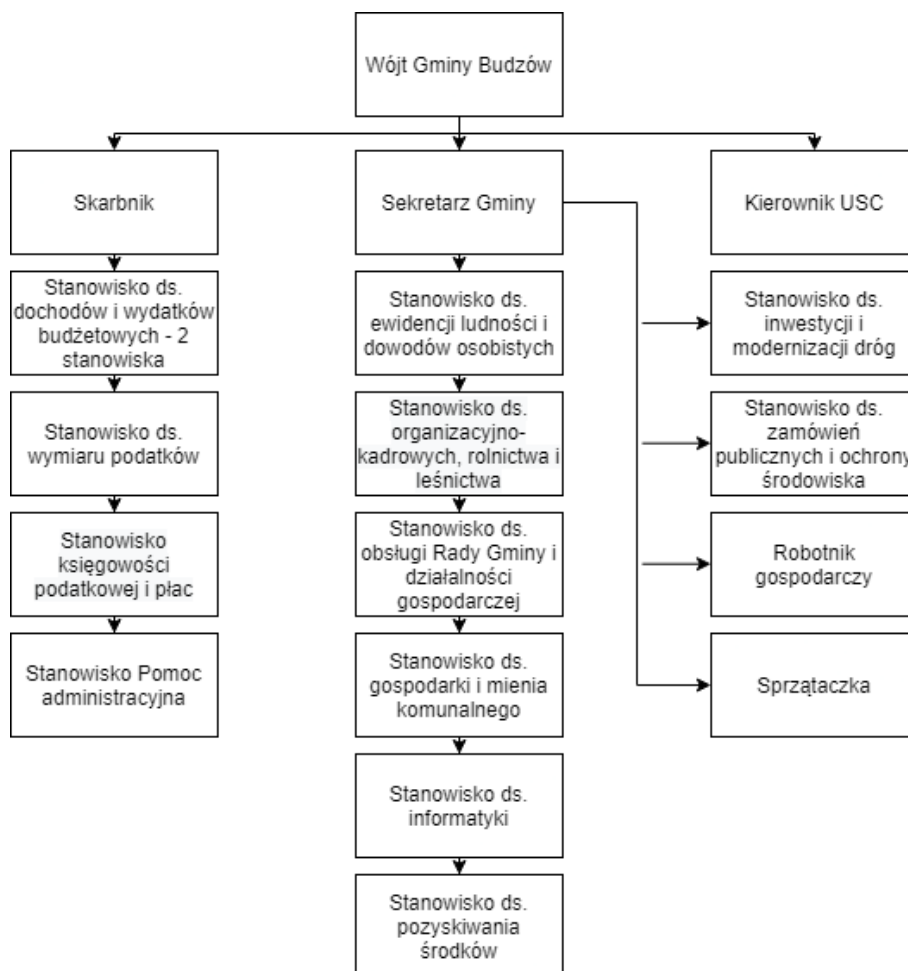 Wójt Gminy Budzów
Skarbnik
Sekretarz Gminy
Kierownik USC
Stanowisko ds.
dochodów i wydatków
budżetowych - 2
stanowiska
Stanowisko ds.
ewidencji ludności i
dowodów osobistych
Stanowisko ds.
inwestycji i
modernizacji dróg
Stanowisko ds.
wymiaru podatków
Stanowisko ds.
organizacyjno-
kadrowych, rolnictwa i
leśnictwa
Stanowisko ds.
zamówień
publicznych i ochrony
środowiska
Stanowisko
księgowości
podatkowej i płac
Stanowisko ds.
obsługi Rady Gminy i
działalności
gospodarczej
Robotnik
gospodarczy
Stanowisko Pomoc
administracyjna
Stanowisko ds.
gospodarki i mienia
komunalnego
Sprzątaczka
Stanowisko ds.
informatyki
Stanowisko ds.
pozyskiwania
środków